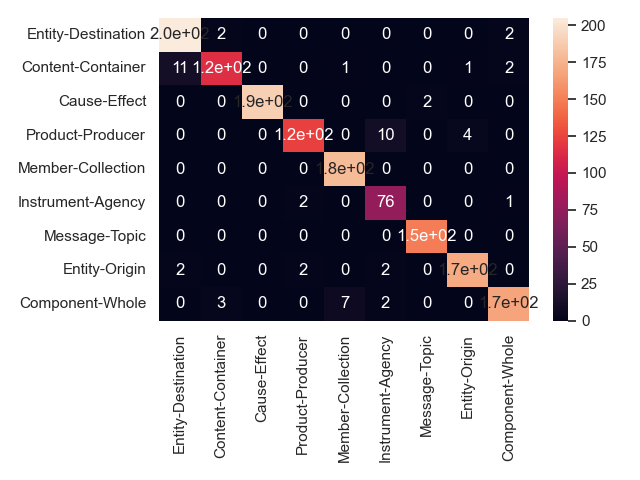 Entity-Destination 2.0e+02 2 0 0 0 0 0 0 2
Content-Container 11 1.2e+02 0 0 1 0 0 1 2
Cause-Effect 0 0 1.9e+02 0 0 0 2 0 0
Product-Producer 0 0 0 1.2e+02 0 10 0 4 0
Member-Collection 0 0 0 0 1.8e+02 0 0 0 0
Instrument-Agency 0 0 0 2 0 76 0 0 1
Message-Topic 0 0 0 0 0 0 1.5e+02 0 0
Entity-Origin 2 0 0 2 0 2 0 1.7e+02 0
Component-Whole 0 3 0 0 7 2 0 0 1.7e+02
Entity-Destination
Content-Container
Cause-Effect
Product-Producer
Member-Collection
Instrument-Agency
Message-Topic
Entity-Origin
Component-Whole
200
175
150
125
100
75
50
25
0